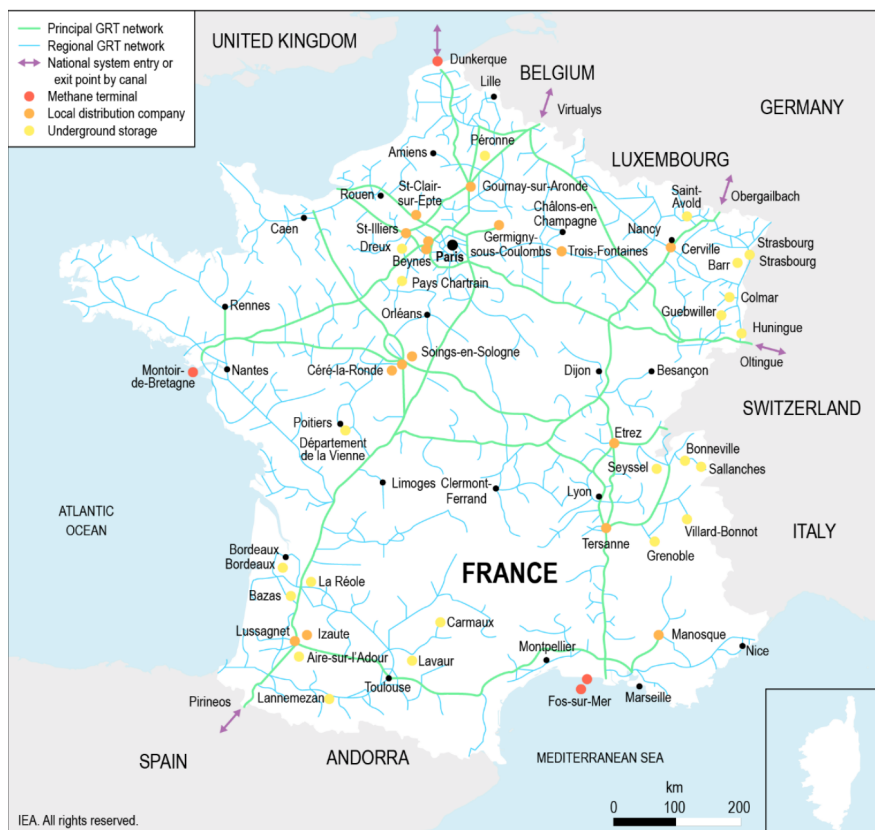 Principal GRT network
Regional GRT network
National system entry or
exit point by canal
Methane terminal
Local distribution company
Underground storage
UNITED KINGDOM
Dunkerque
Lille
BELGIUM
Virtualys
GERMANY
Péronne
Amiens
LUXEMBOURG
Rouen
St-Clair
sur-Epte
Gournay-sur-Aronde
Saint-
Avold
Obergailbach
Châlons-en-
Champagne
Caen
St-Illiers
Dreux
Beynes
Paris
Germigny
sous-Coulombs
Trois-Fontaines
Nancy
Cerville
Strasbourg
Strasbourg
Barr
Pays Chartrain
Rennes
Orléans
Colmar
Guebwiller
Huningue
Oltingue
Montoir-
de-Bretagne
Nantes
Soings-en-Sologne
Céré-la-Ronde
Dijon
Besançon
SWITZERLAND
Poitiers
Département
de la Vienne
Etrez
Bonneville
Seyssel
Sallanches
Limoges
Clermont-
Ferrand
Lyon
ATLANTIC
OCEAN
Villard-Bonnot
ITALY
Tersanne
Grenoble
Bordeaux
Bordeaux
FRANCE
La Réole
Bazas
Lussagnet
Izaute
Carmaux
Manosque
Nice
Aire-sur-l'Adour
Lavaur
Montpellier
Toulouse
Marseille
Fos-sur-Mer
Pirineos
Lannemezan
SPAIN
ANDORRA
MEDITERRANEAN SEA
km
0 100 200
IEA. All rights reserved.